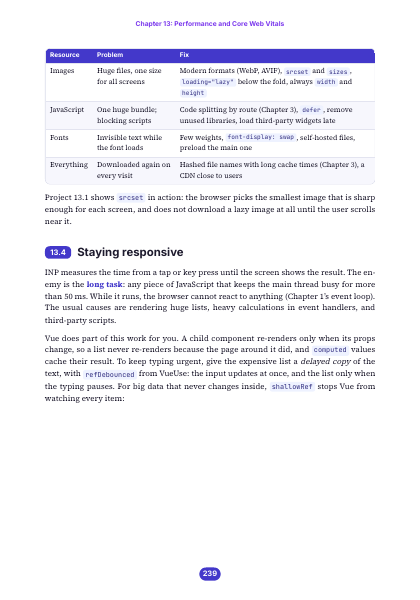 Chapter 13: Performance and Core Web Vitals
Resource Problem Fix
Images Huge files, one size Modern formats (WebP, AVIF), srcset and sizes,
for all screens loading="lazy" below the fold, always width and
height
JavaScript One huge bundle; Code splitting by route (Chapter 3), defer, remove
blocking scripts unused libraries, load third-party widgets late
Fonts Invisible text while Few weights, font-display: swap, self-hosted files,
the font loads preload the main one
Everything Downloaded again on Hashed file names with long cache times (Chapter 3), a
every visit CDN close to users
Project 13.1 shows srcset in action: the browser picks the smallest image that is sharp
enough for each screen, and does not download a lazy image at all until the user scrolls
near it.
13.4 Staying responsive
INP measures the time from a tap or key press until the screen shows the result. The en-
emy is the long task: any piece of JavaScript that keeps the main thread busy for more
than 50 ms. While it runs, the browser cannot react to anything (Chapter 1's event loop).
The usual causes are rendering huge lists, heavy calculations in event handlers, and
third-party scripts.
Vue does part of this work for you. A child component re-renders only when its props
change, so a list never re-renders because the page around it did, and computed values
cache their result. To keep typing urgent, give the expensive list a delayed copy of the
text, with refDebounced from VueUse: the input updates at once, and the list only when
the typing pauses. For big data that never changes inside, shallowRef stops Vue from
watching every item:
239